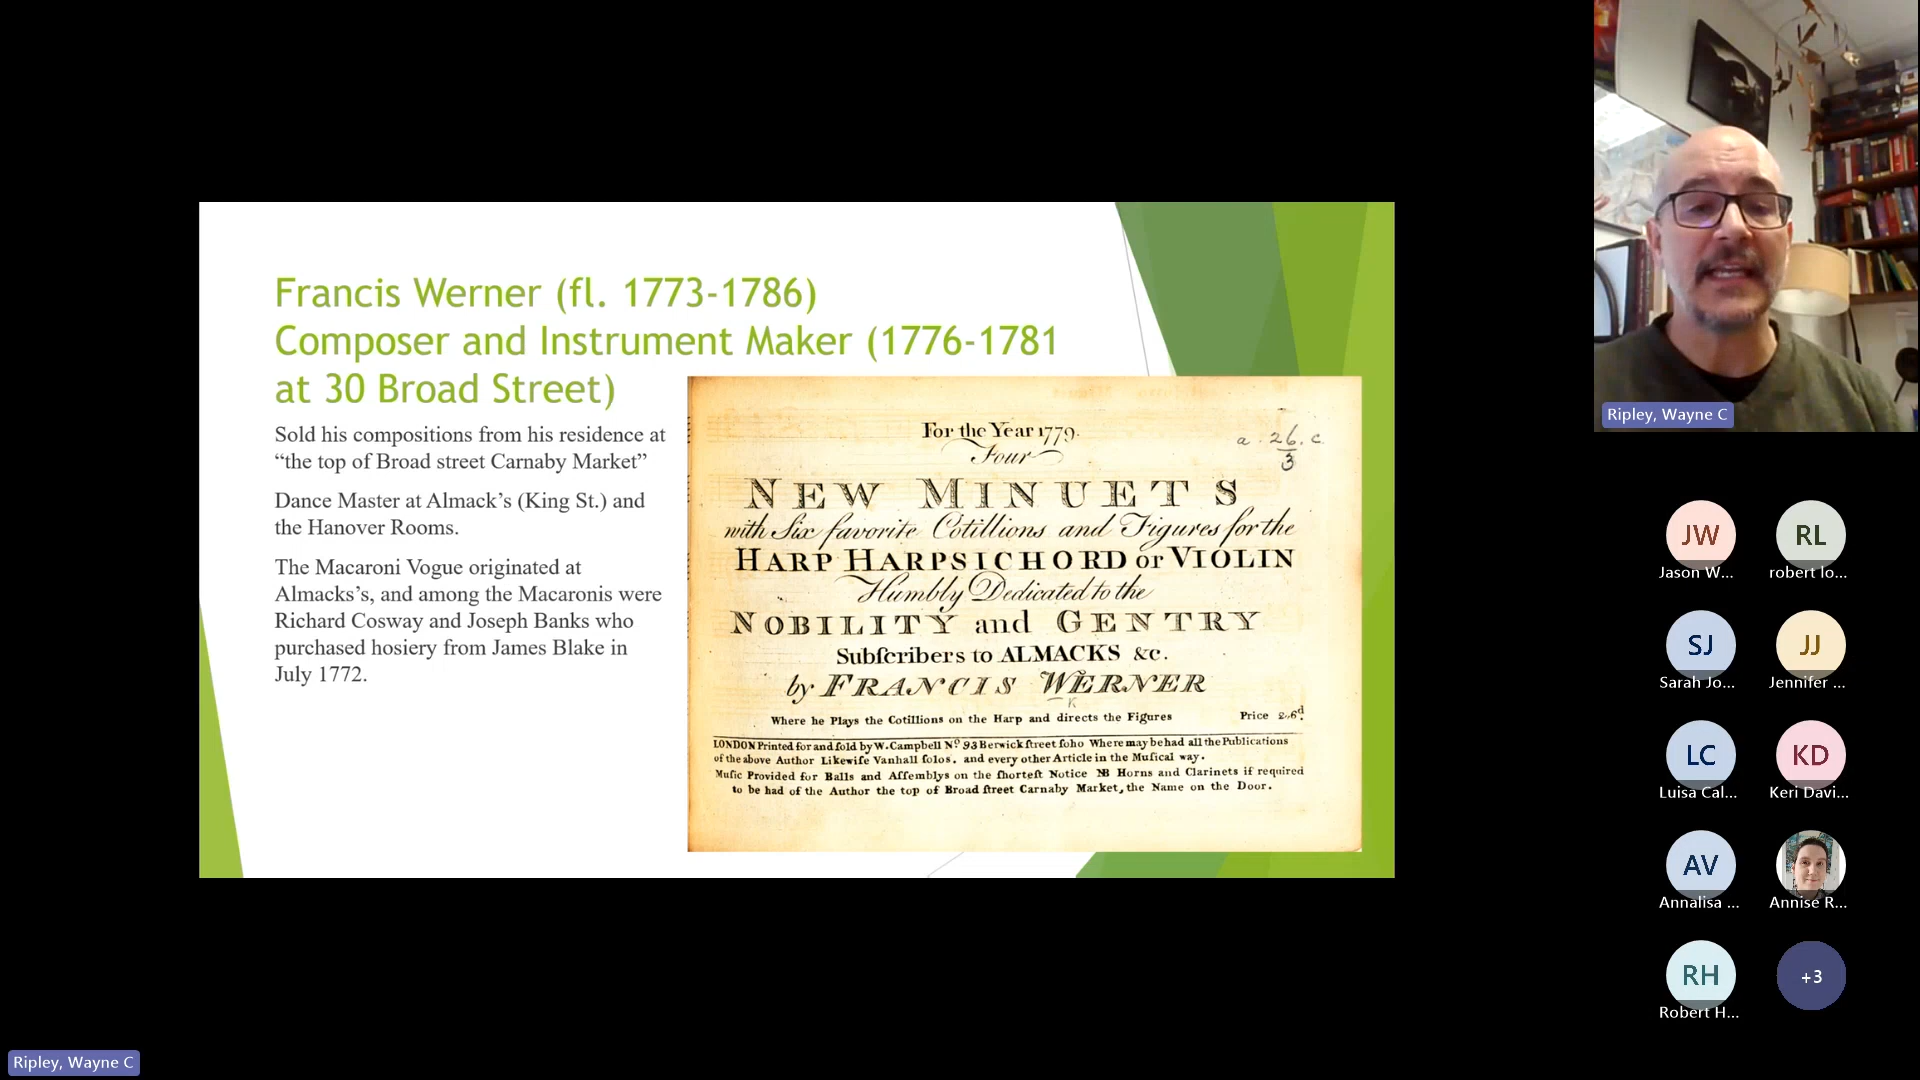 Francis Werner (fl. 1773-1786)
Composer and Instrument Maker (1776-1781
at 30 Broad Street)
Sold his compositions from his residence at
“the top of Broad street Carnaby Market”
Dance Master at Almack’s (King St.) and
the Hanover Rooms.
The Macaroni Vogue originated at
Almacks’s, and among the Macaronis were
Richard Cosway and Joseph Banks who
purchased hosiery from James Blake in
July 1772.
For the Year 1779.
Four
a. 26. c.
3
NEW MINUETS
with Six favorite Cotillions and Figures for the
HARP HARPSICHORD or VIOLIN
Humbly Dedicated to the
NOBILITY and GENTRY
Subſcribers to ALMACKS &c.
by FRANCIS WERNER
K
Where he Plays the Cotillions on the Harp and directs the Figures
Price 2s.6d.
LONDON Printed for and ſold by W. Campbell No. 93 Berwick ſtreet ſoho Where may be had all the Publications
of the above Author Likewiſe Vanhall ſolos. and every other Article in the Muſical way.
Muſic Provided for Balls and Aſſemblys on the ſhorteſt Notice NB Horns and Clarinets if required
to be had of the Author the top of Broad ſtreet Carnaby Market, the Name on the Door.
Ripley, Wayne C
JW
Jason W...
RL
robert lo...
SJ
Sarah Jo...
JJ
Jennifer ...
LC
Luisa Cal...
KD
Keri Davi...
AV
Annalisa ...
Annise R...
RH
Robert H...
+3
Ripley, Wayne C